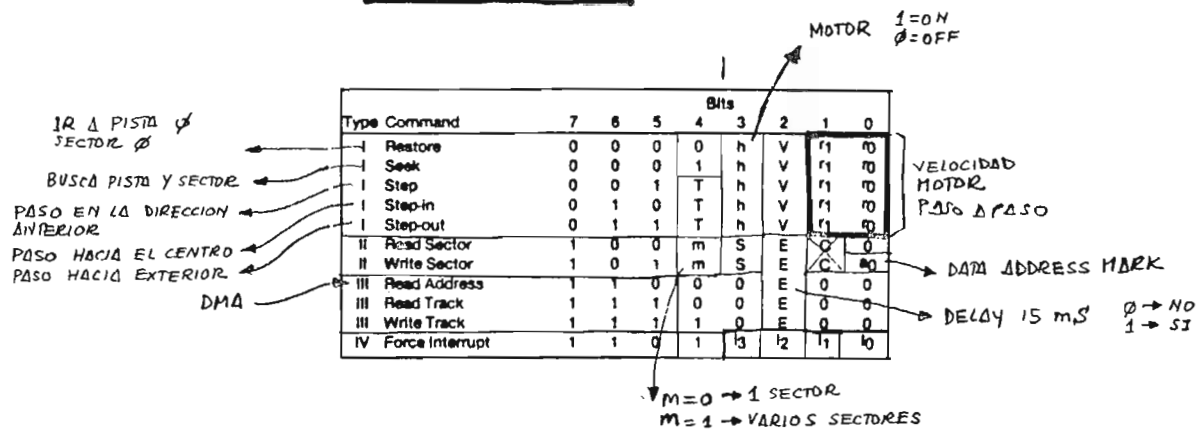 MOTOR 1=ON
Ø=OFF
Bits
Type Command 7 6 5 4 3 2 1 0
I Restore 0 0 0 0 h V r1 r0
I Seek 0 0 0 1 h V r1 r0
I Step 0 0 1 T h V r1 r0
I Step-in 0 1 0 T h V r1 r0
I Step-out 0 1 1 T h V r1 r0
II Read Sector 1 0 0 m S E C 0
II Write Sector 1 0 1 m S E C a0
III Read Address 1 1 0 0 0 E 0 0
III Read Track 1 1 1 0 0 E 0 0
III Write Track 1 1 1 1 0 E 0 0
IV Force Interrupt 1 1 0 1 I3 I2 I1 I0
IR A PISTA Ø
SECTOR Ø
BUSCA PISTA Y SECTOR
PASO EN LA DIRECCION
ANTERIOR
PASO HACIA EL CENTRO
PASO HACIA EXTERIOR
DMA
VELOCIDAD
MOTOR
PASO A PASO
DATA ADDRESS MARK
DELAY 15 mS Ø → NO
1 → SI
m=0 → 1 SECTOR
m=1 → VARIOS SECTORES